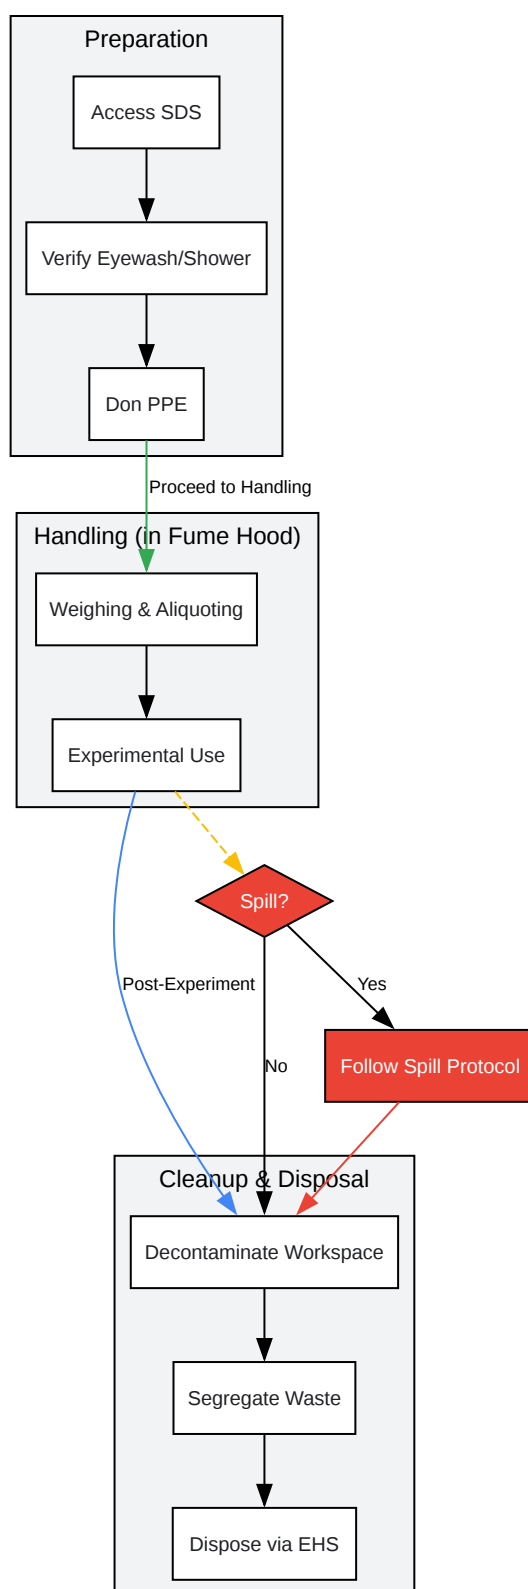 Preparation
Access SDS
Verify Eyewash/Shower
Don PPE
Proceed to Handling
Handling (in Fume Hood)
Weighing & Aliquoting
Experimental Use
Spill?
Post-Experiment
Yes
No
Follow Spill Protocol
Cleanup & Disposal
Decontaminate Workspace
Segregate Waste
Dispose via EHS